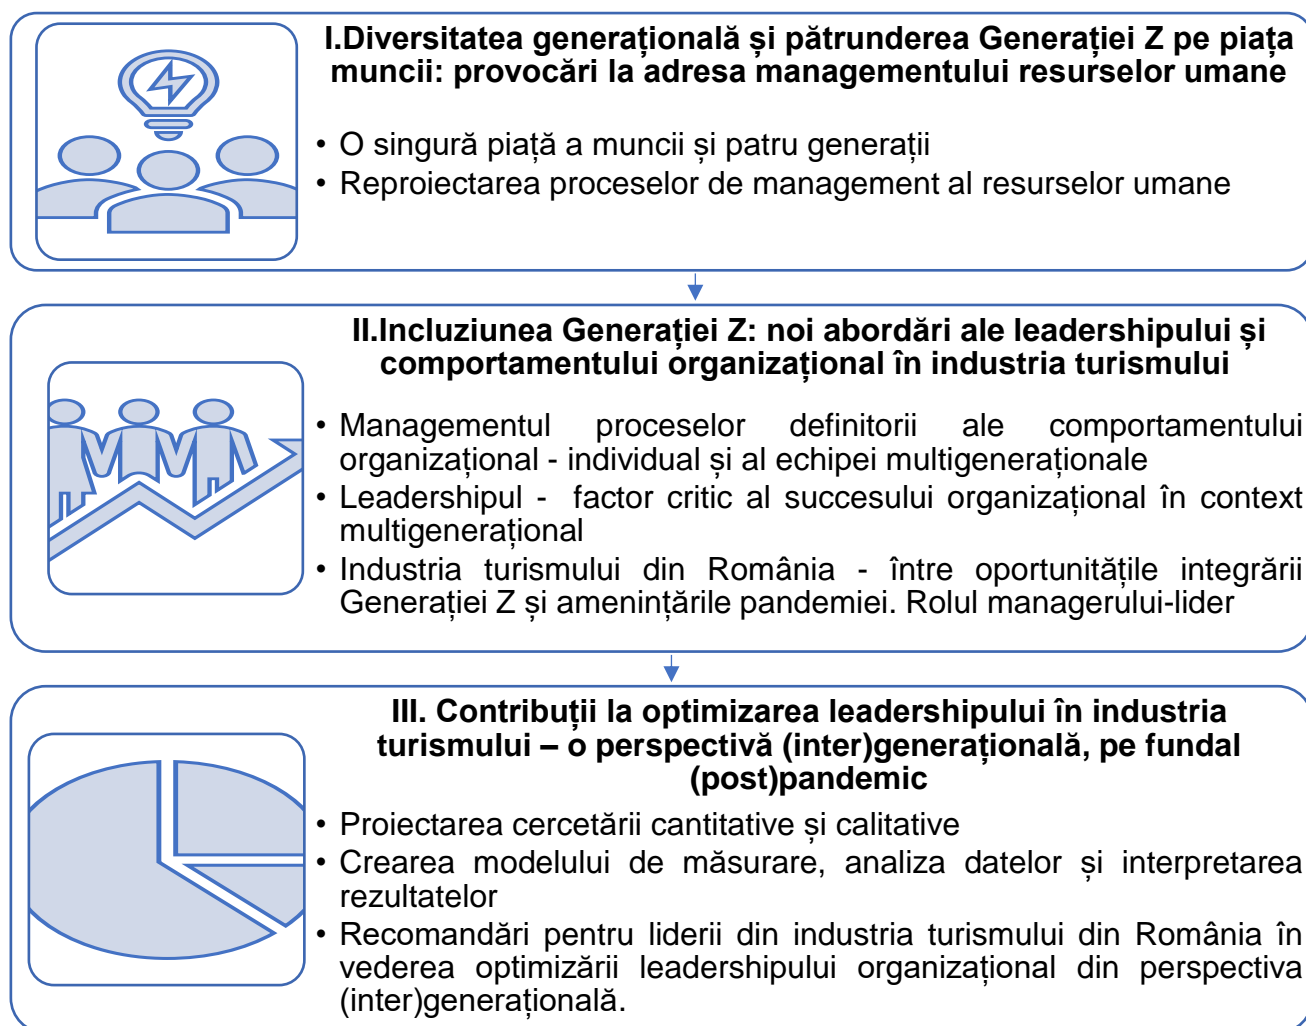 I.Diversitatea generațională și pătrunderea Generației Z pe piața
muncii: provocări la adresa managementului resurselor umane
• O singură piață a muncii și patru generații
• Reproiectarea proceselor de management al resurselor umane
II.Incluziunea Generației Z: noi abordări ale leadershipului și
comportamentului organizațional în industria turismului
• Managementul proceselor definitorii ale comportamentului
organizațional - individual și al echipei multigeneraționale
• Leadershipul - factor critic al succesului organizațional în context
multigenerațional
• Industria turismului din România - între oportunitățile integrării
Generației Z și amenințările pandemiei. Rolul managerului-lider
III. Contribuții la optimizarea leadershipului în industria
turismului – o perspectivă (inter)generațională, pe fundal
(post)pandemic
• Proiectarea cercetării cantitative și calitative
• Crearea modelului de măsurare, analiza datelor și interpretarea
rezultatelor
• Recomandări pentru liderii din industria turismului din România în
vederea optimizării leadershipului organizațional din perspectiva
(inter)generațională.